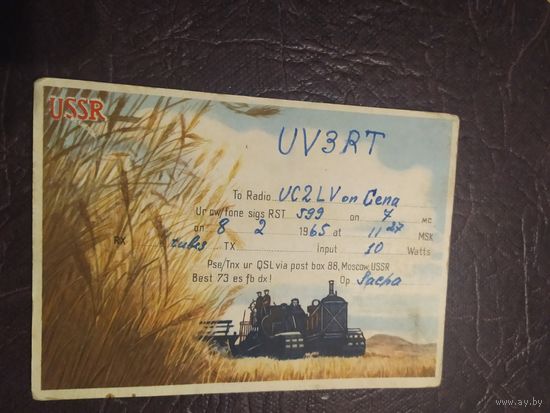 USSR
UV3RT
To Radio UC2LV on Cena
Ur cw/fone sigs RST 599 on 7 MC
on 8 2 1965 at 11 27 MSK
RX tubes TX Input 10 Watts
Pse/Tnx ur QSL via post box 88, Moscow USSR
Best 73 es fb dx! Op. Sacha
www.ay.by